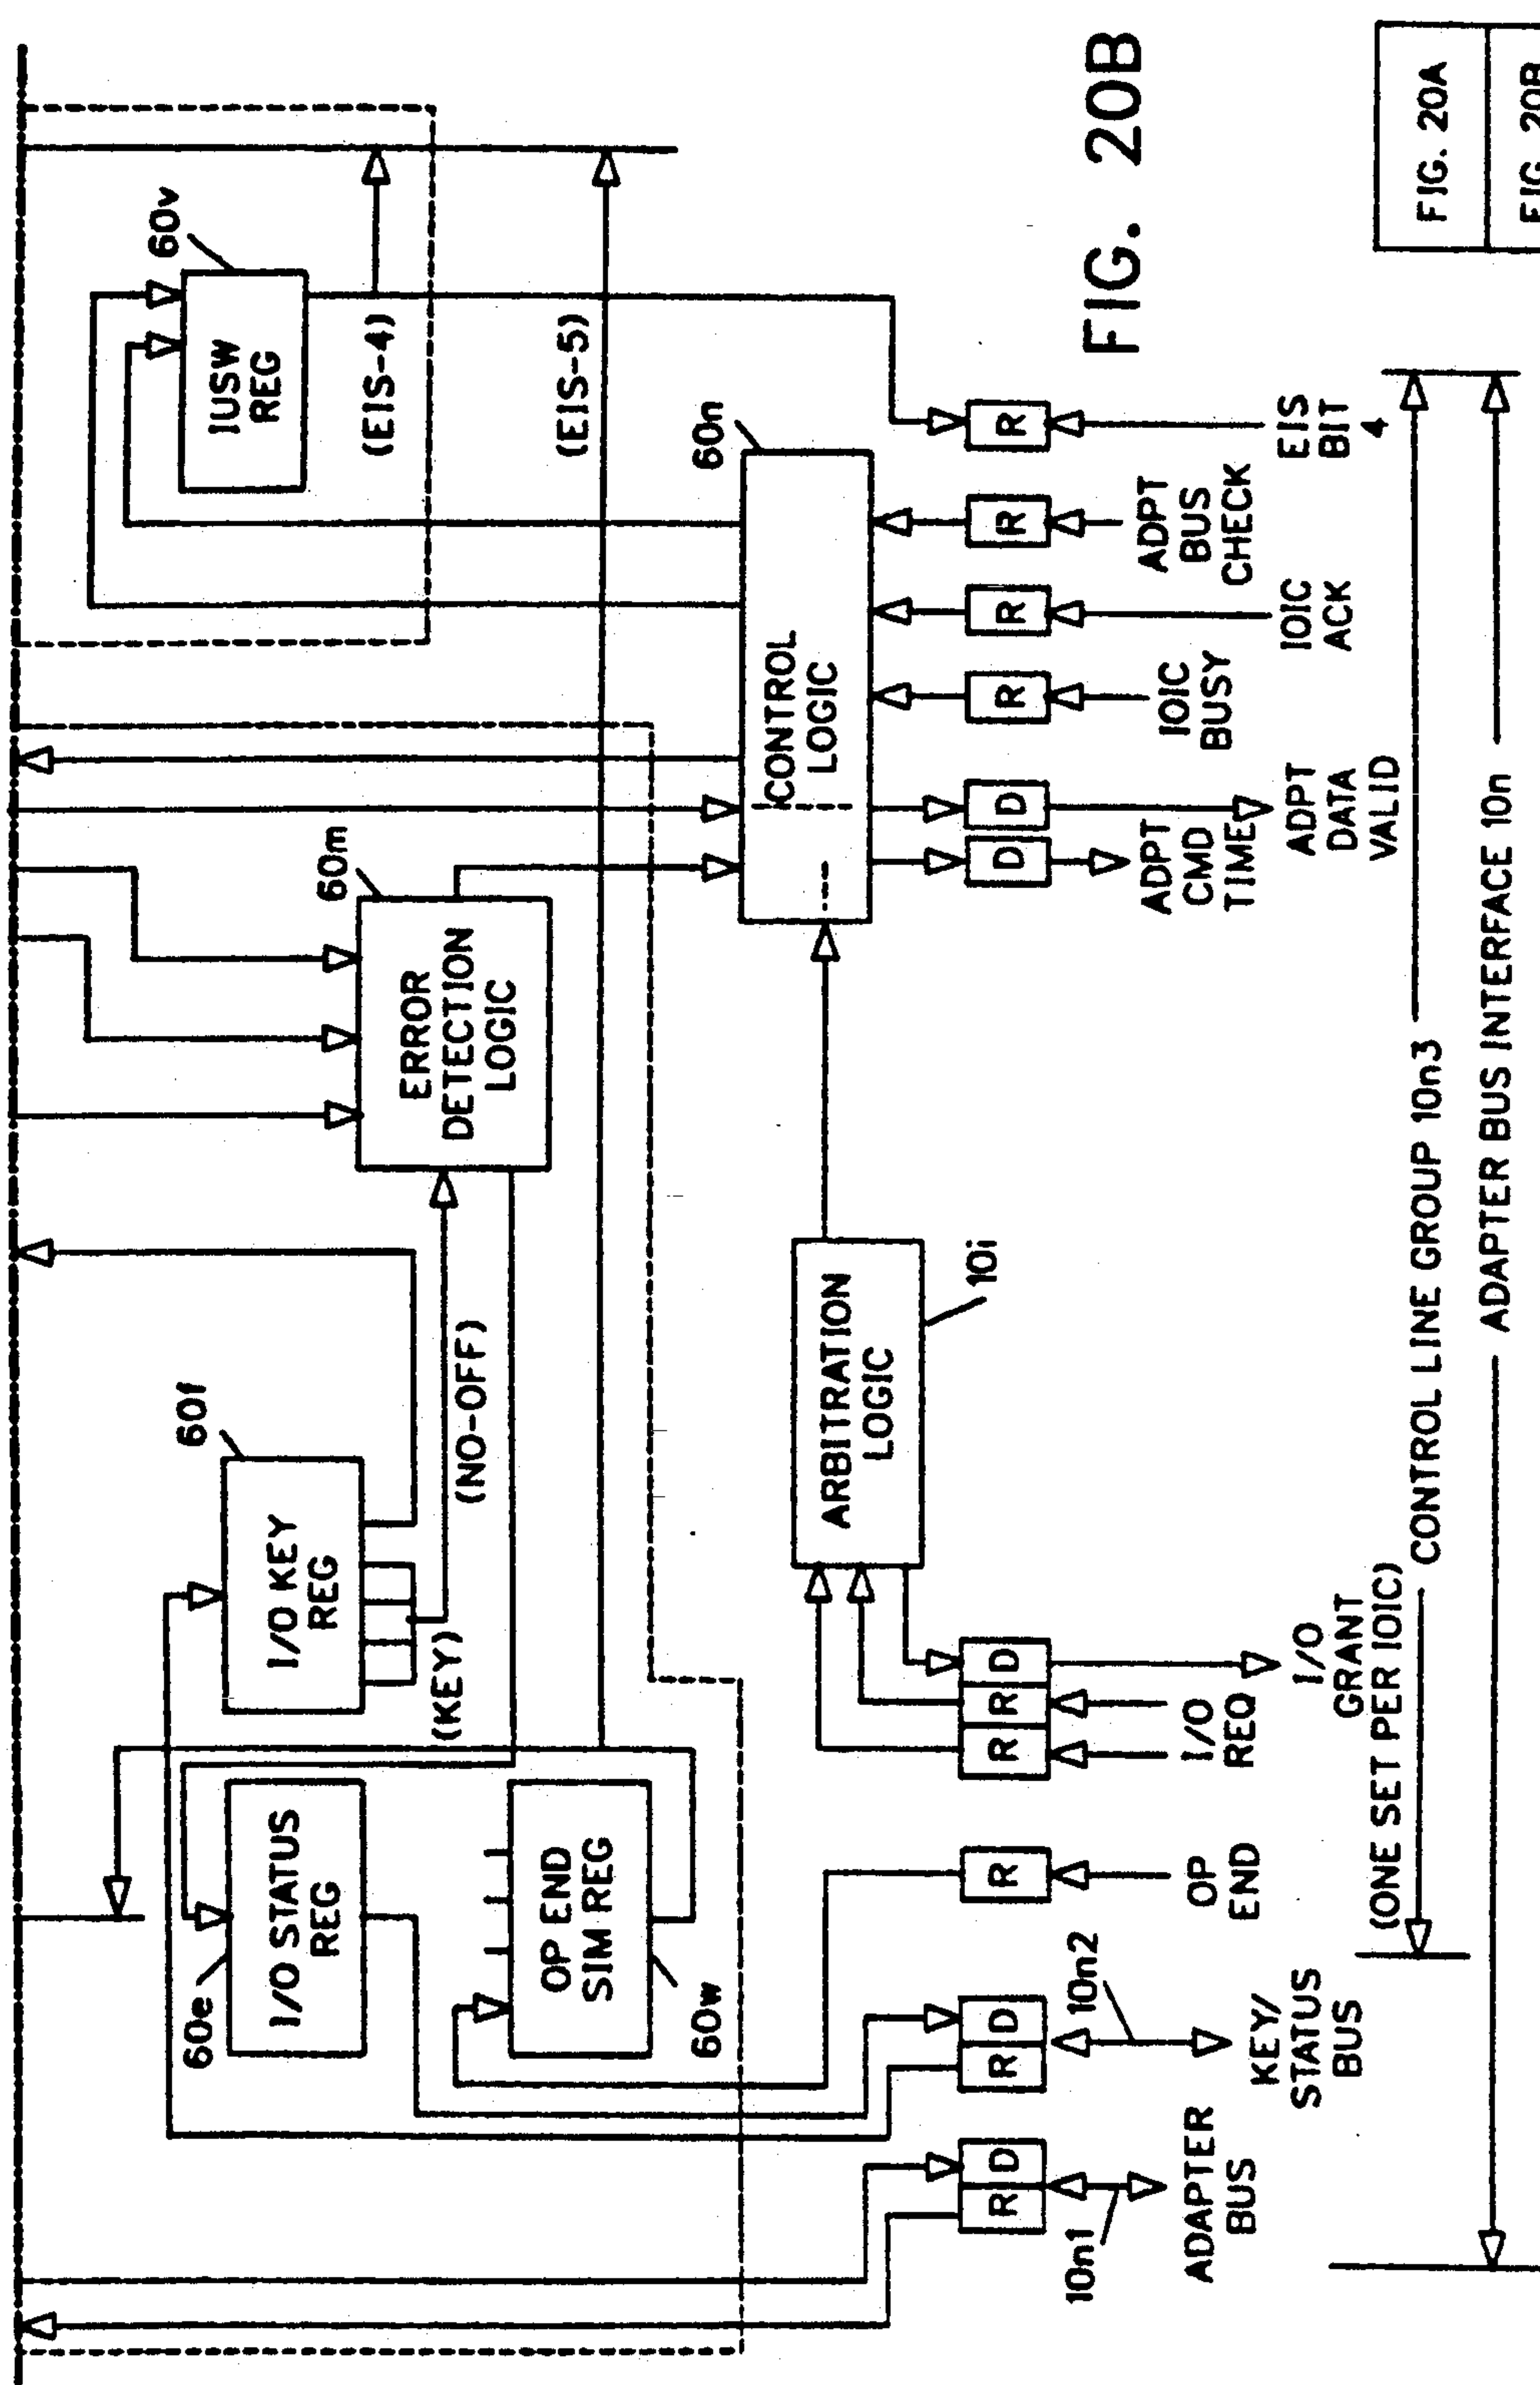 60v
IUSW
REG
(EIS-4)
(EIS-5)
60f
I/O KEY
REG
(KEY)
(NO-OFF)
60m
ERROR
DETECTION
LOGIC
60e
I/O STATUS
REG
OP END
SIM REG
60w
60n
CONTROL
LOGIC
ARBITRATION
LOGIC
10i
R
D
R
D
R
R
R
D
D
D
R
R
R
R
10n1
ADAPTER
BUS
10n2
KEY/
STATUS
BUS
OP
END
I/O
REQ
I/O
GRANT
(ONE SET PER IOIC)
ADPT
CMD
TIME
ADPT
DATA
VALID
IOIC
BUSY
IOIC
ACK
ADPT
BUS
CHECK
EIS
BIT
4
CONTROL LINE GROUP 10n3
ADAPTER BUS INTERFACE 10n
FIG. 20B
FIG. 20A
FIG. 20B